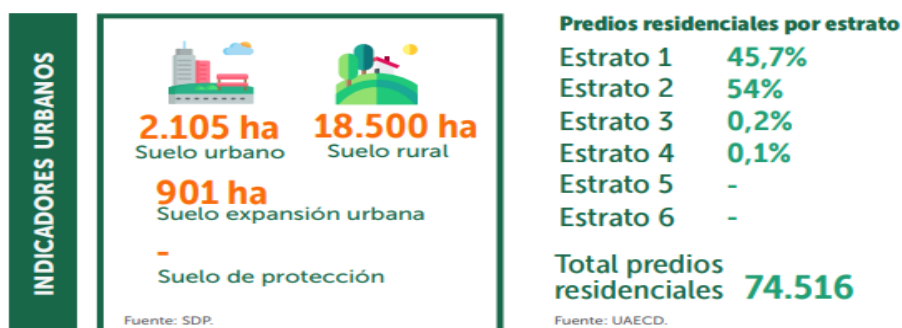 INDICADORES URBANOS
2.105 ha
Suelo urbano
18.500 ha
Suelo rural
901 ha
Suelo expansión urbana
-
Suelo de protección
Fuente: SDP.
Predios residenciales por estrato
Estrato 1 45,7%
Estrato 2 54%
Estrato 3 0,2%
Estrato 4 0,1%
Estrato 5 -
Estrato 6 -
Total predios
residenciales 74.516
Fuente: UAECD.